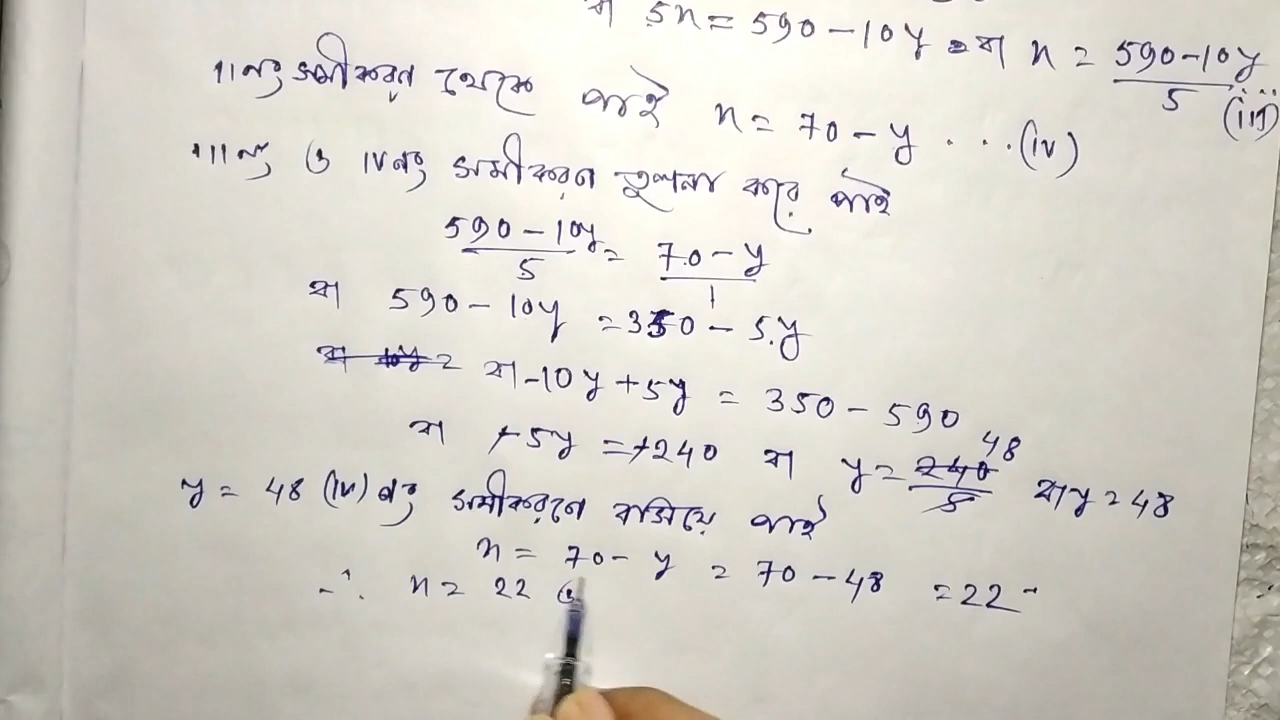 বা 5x = 590 - 10y বা x = 590-10y / 5 (iii)
iiনং সমীকরণ থেকে পাই x = 70 - y ...(iv)
iiiনং ও ivনং সমীকরণ তুলনা করে পাই
590 - 10y / 5 = 70 - y / 1
বা 590 - 10y = 350 - 5.y
বা -10y + 5y = 350 - 590
বা +5y = +240 বা y = 240 / 5 48 বা y = 48
y = 48 (iv) নং সমীকরণে বসিয়ে পাই
x = 70 - y = 70 - 48 = 22
∴ x = 22 ও